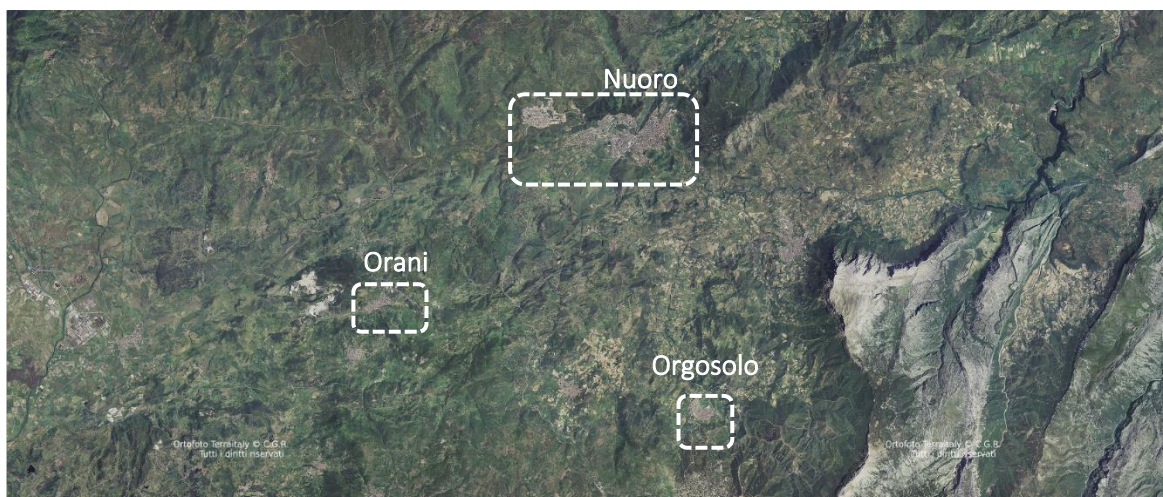 Nuoro
Orani
Orgosolo
Ortofoto Terraitaly © C.G.R.
Tutti i diritti riservati
Ortofoto Terraitaly © C.G.R.
Tutti i diritti riservati